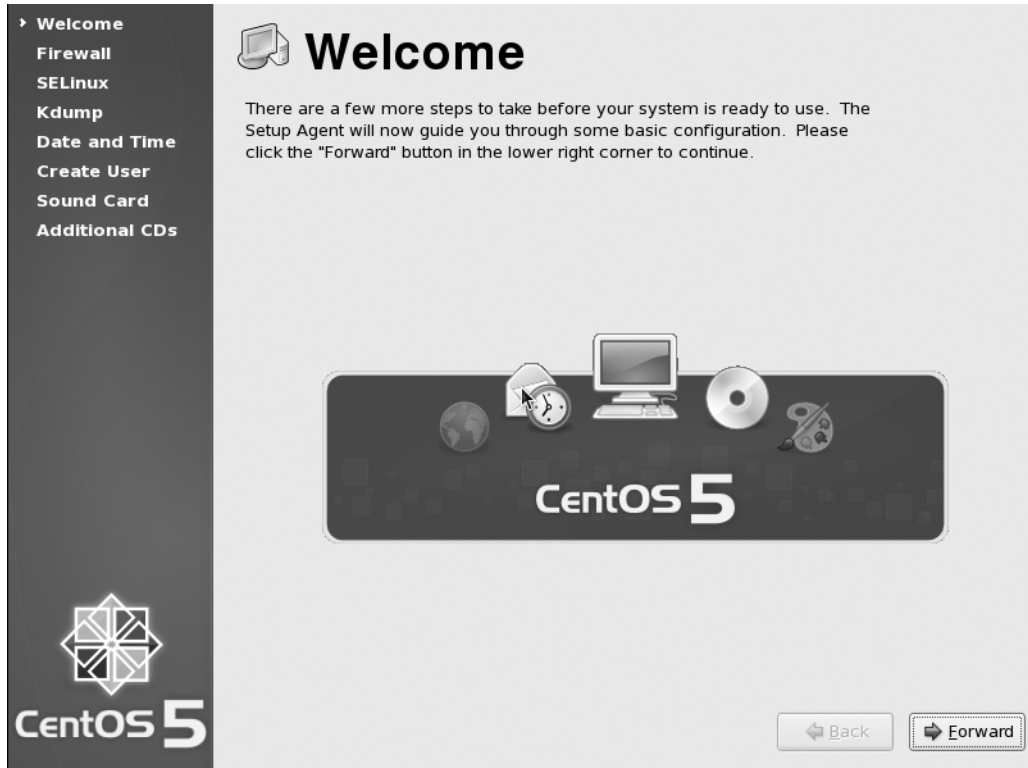 Welcome
Firewall
SELinux
Kdump
Date and Time
Create User
Sound Card
Additional CDs
CentOS 5
Welcome
There are a few more steps to take before your system is ready to use. The
Setup Agent will now guide you through some basic configuration. Please
click the "Forward" button in the lower right corner to continue.
CentOS 5
Back
Forward